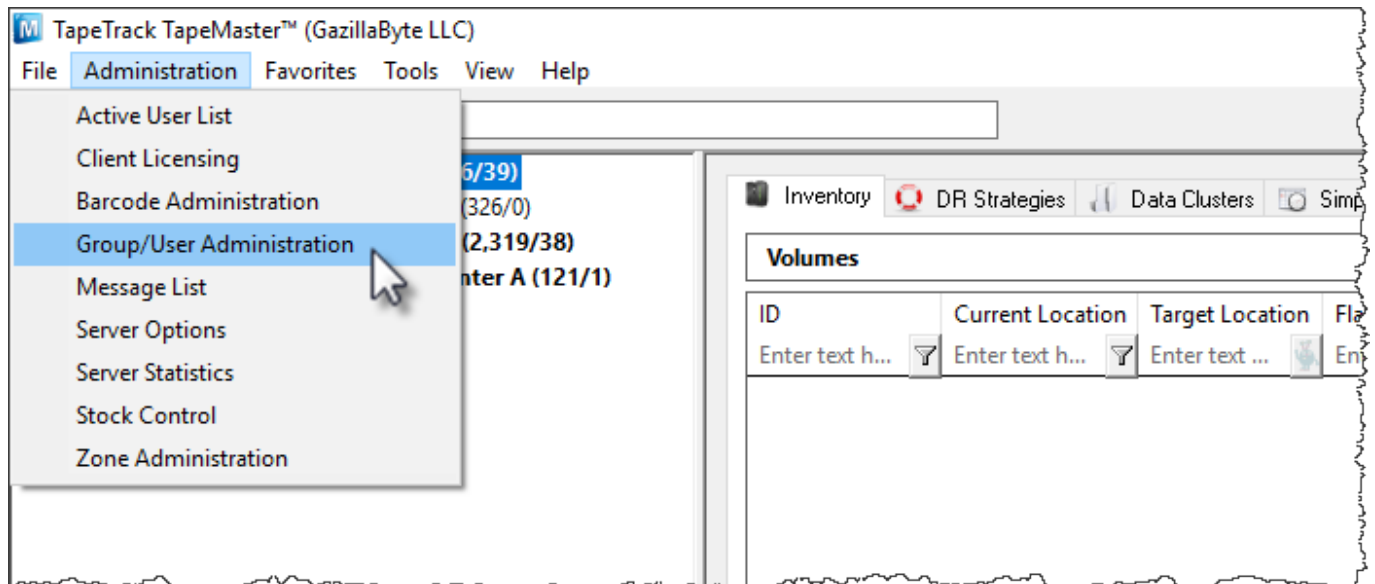 TapeTrack TapeMaster™ (GazillaByte LLC)
File Administration Favorites Tools View Help
Active User List
Client Licensing
Barcode Administration
Group/User Administration
Message List
Server Options
Server Statistics
Stock Control
Zone Administration
6/39)
(326/0)
(2,319/38)
nter A (121/1)
Inventory DR Strategies Data Clusters Simp
Volumes
ID Current Location Target Location Fla
Enter text h... Enter text h... Enter text ... En